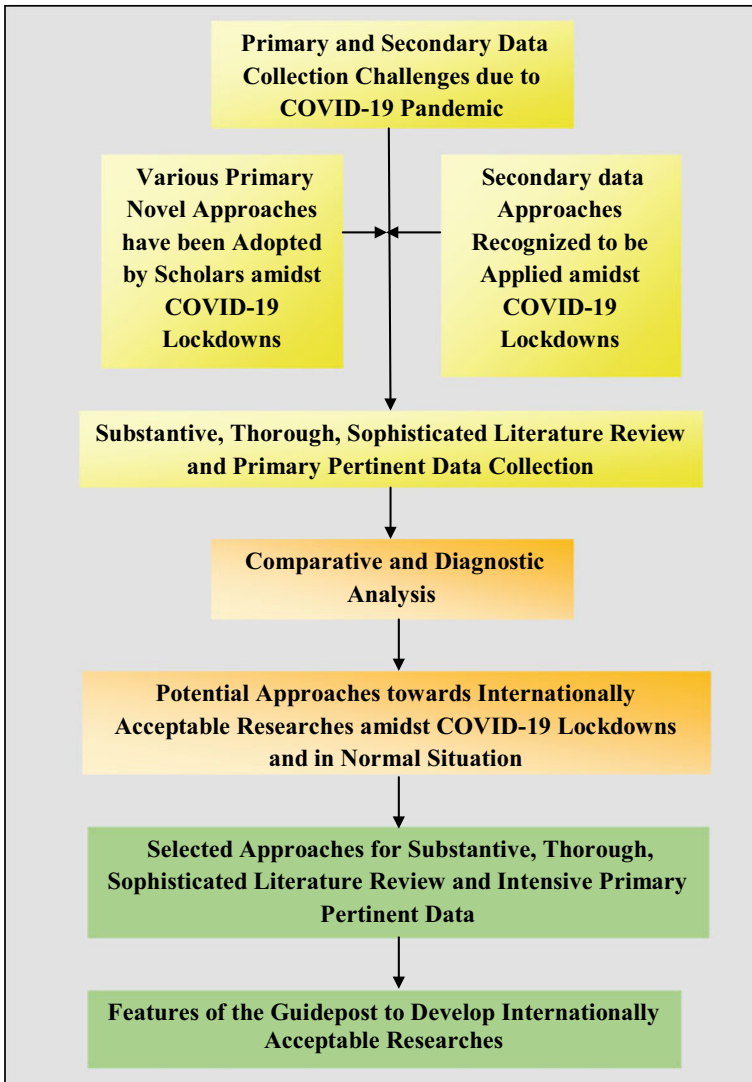 Primary and Secondary Data
Collection Challenges due to
COVID-19 Pandemic
Various Primary
Novel Approaches
have been Adopted
by Scholars amidst
COVID-19
Lockdowns
Secondary data
Approaches
Recognized to be
Applied amidst
COVID-19
Lockdowns
Substantive, Thorough, Sophisticated Literature Review
and Primary Pertinent Data Collection
Comparative and Diagnostic
Analysis
Potential Approaches towards Internationally
Acceptable Researches amidst COVID-19 Lockdowns
and in Normal Situation
Selected Approaches for Substantive, Thorough,
Sophisticated Literature Review and Intensive Primary
Pertinent Data
Features of the Guidepost to Develop Internationally
Acceptable Researches